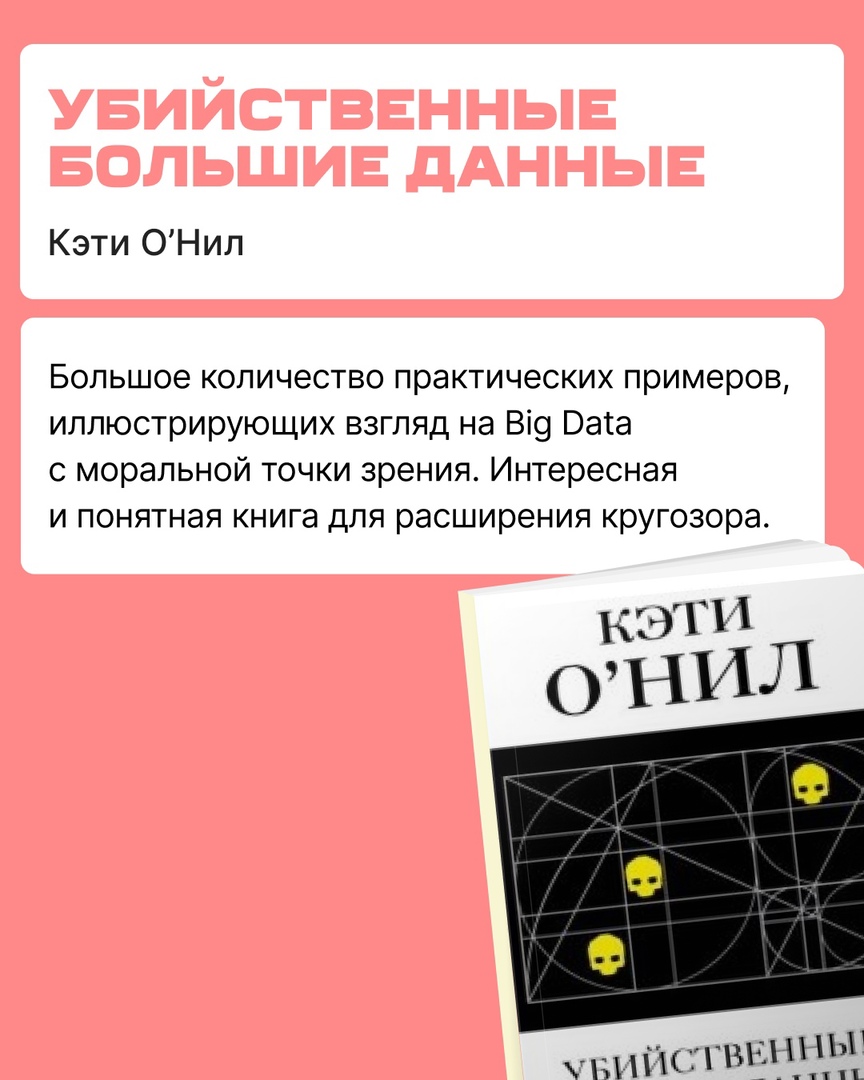 УБИЙСТВЕННЫЕ
БОЛЬШИЕ ДАННЫЕ
Кэти О’Нил
Большое количество практических примеров,
иллюстрирующих взгляд на Big Data
с моральной точки зрения. Интересная
и понятная книга для расширения кругозора.
КЭТИ
О’НИЛ
УБИЙСТВЕННЫ